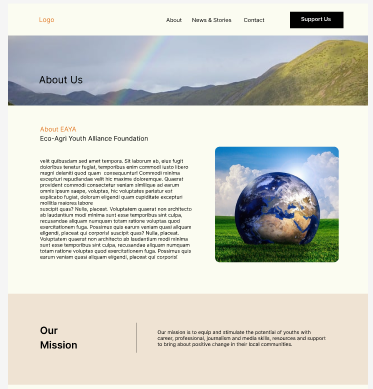 Logo
About
News & Stories
Contact
Support Us
About Us
About EAYA
Eco-Agri Youth Alliance Foundation
velit quibusdam sed amet tempora. Sit laborum ab, eius fugit
doloribus tenetur fugiat, temporibus enim commodi iusto libero
magni deleniti quod quam consequuntur! Commodi minima
excepturi repudiandae velit hic maxime doloremque. Quaerat
provident commodi consectetur veniam similique ad earum
omnis ipsum saepe, voluptas, hic voluptates pariatur est
explicabo fugiat, dolorum eligendi quam cupiditate excepturi
mollitia maiores labore
suscipit quas? Nulla, placeat. Voluptatem quaerat non architecto
ab laudantium modi minima sunt esse temporibus sint culpa,
recusandae aliquam numquam totam ratione voluptas quod
exercitationem fuga. Possimus quis earum veniam quasi aliquam
eligendi, placeat qui corporis! suscipit quas? Nulla, placeat.
Voluptatem quaerat non architecto ab laudantium modi minima
sunt esse temporibus sint culpa, recusandae aliquam numquam
totam ratione voluptas quod exercitationem fuga. Possimus quis
earum veniam quasi aliquam eligendi, placeat qui corporis!
Our
Mission
Our mission is to equip and stimulate the potential of youths with
career, professional, journalism and media skills, resources and support
to bring about positive change in their local communities.